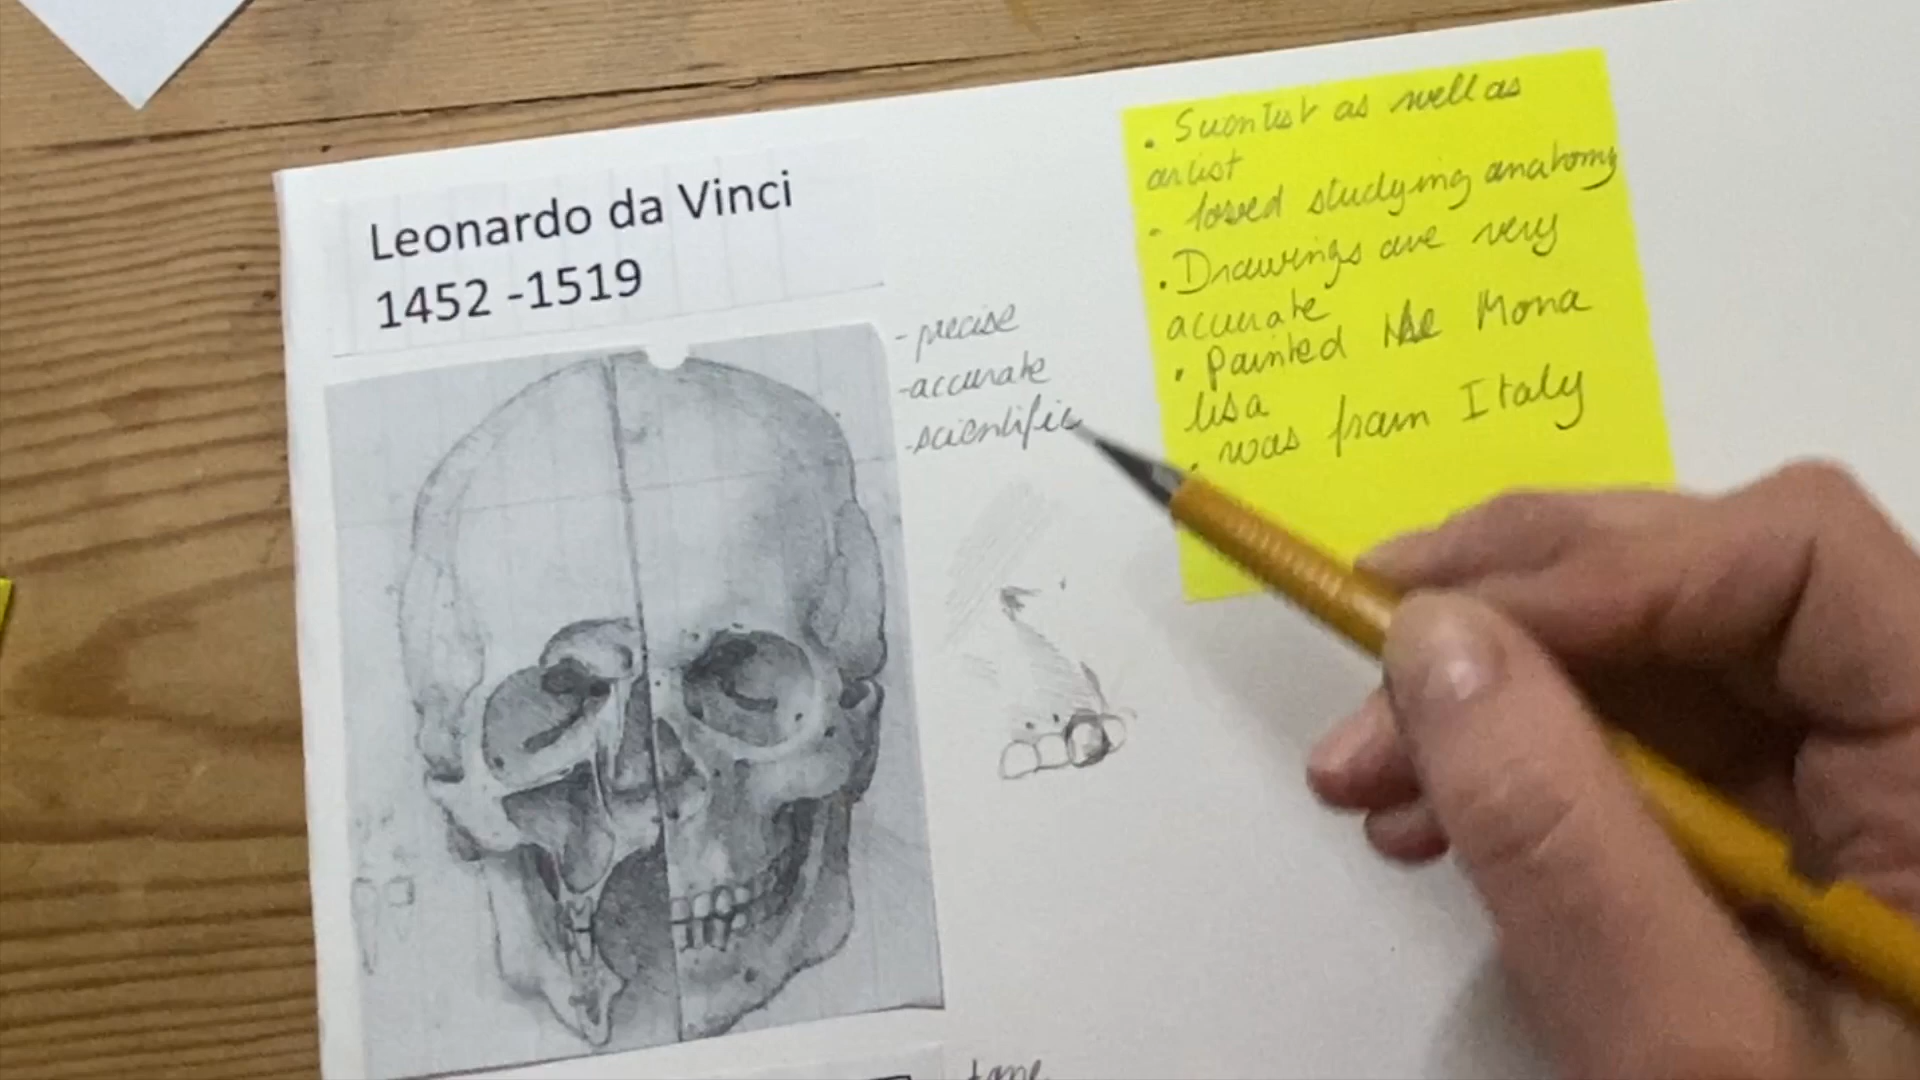 Leonardo da Vinci
1452 -1519
- precise
-accurate
-scientific
• Scientist as well as
artist
- loved studying anatomy
• Drawings are very
accurate
• Painted the Mona
lisa
• was from Italy
tone